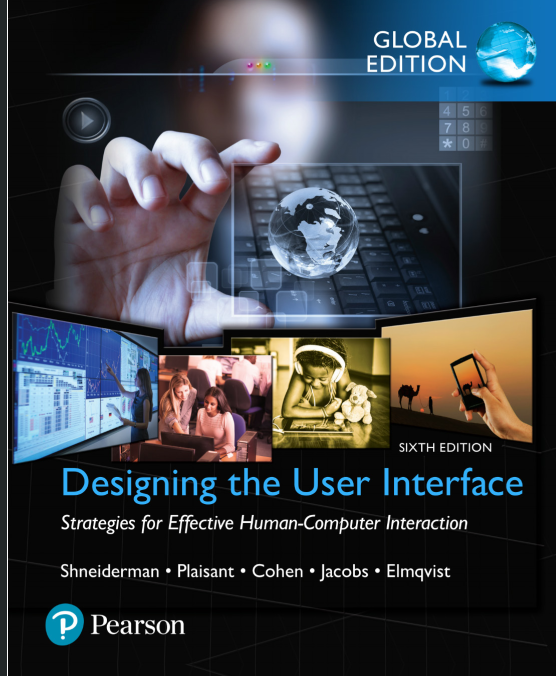 GLOBAL
EDITION
4 5 6
7 8
* 0 #
SIXTH EDITION
Designing the User Interface
Strategies for Effective Human-Computer Interaction
Shneiderman • Plaisant • Cohen • Jacobs • Elmqvist
P Pearson